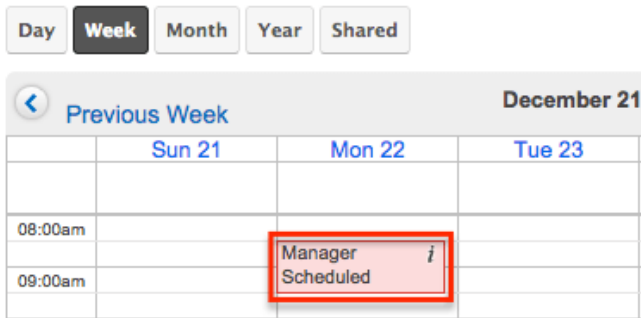 Day Week Month Year Shared
Previous Week December 21
Sun 21 Mon 22 Tue 23
08:00am
Manager i
Scheduled
09:00am